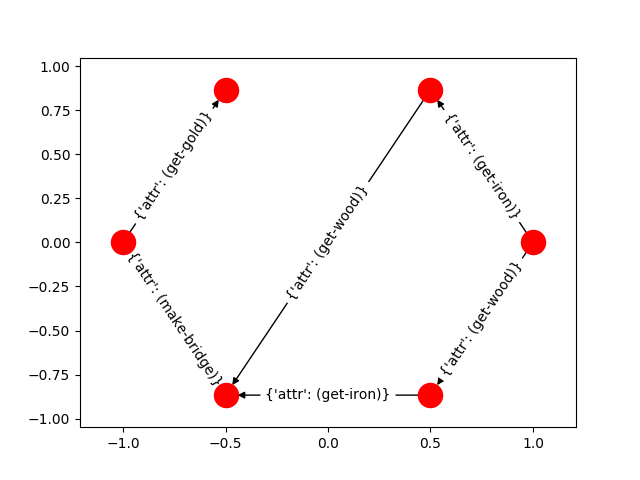 1.00
0.75
0.50
0.25
0.00
−0.25
−0.50
−0.75
−1.00
{'attr': (get-gold)}
{'attr': (get-iron)}
{'attr': (get-wood)}
{'attr': (make-bridge)}
{'attr': (get-wood)}
{'attr': (get-iron)}
−1.0 −0.5 0.0 0.5 1.0